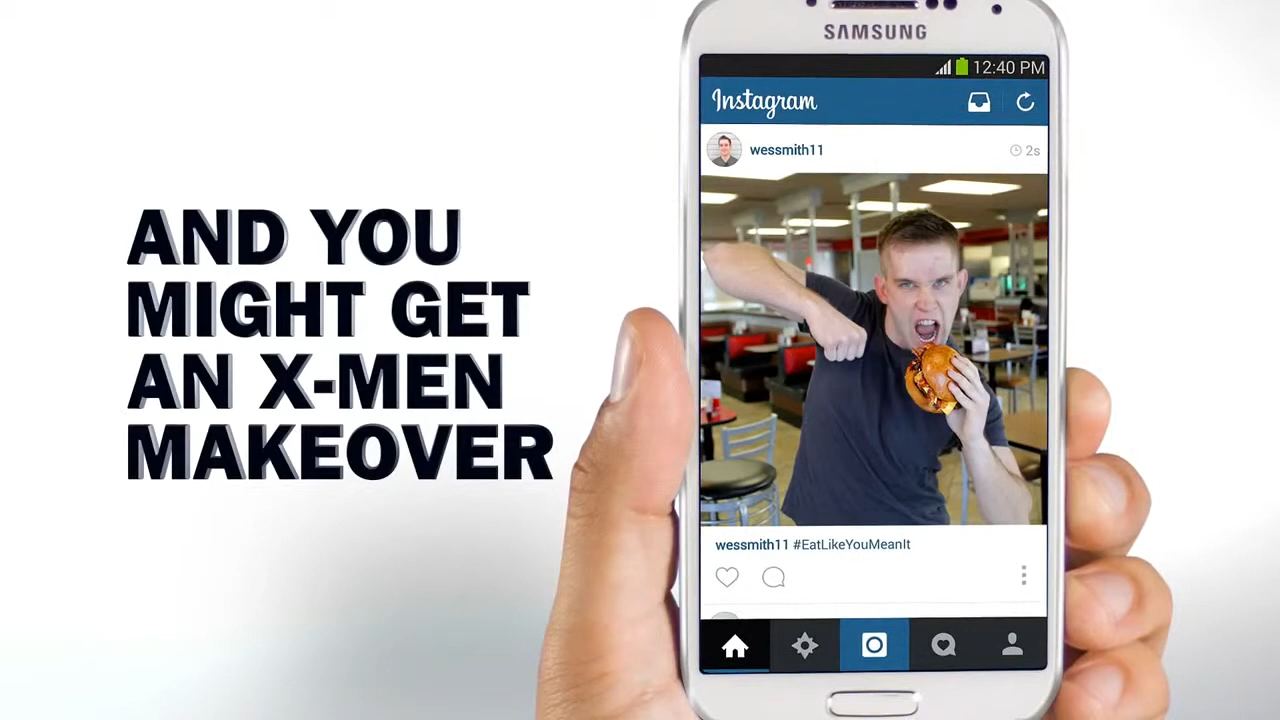 AND YOU
MIGHT GET
AN X-MEN
MAKEOVER
SAMSUNG
12:40 PM
Instagram
wessmith11
2s
wessmith11 #EatLikeYouMeanIt